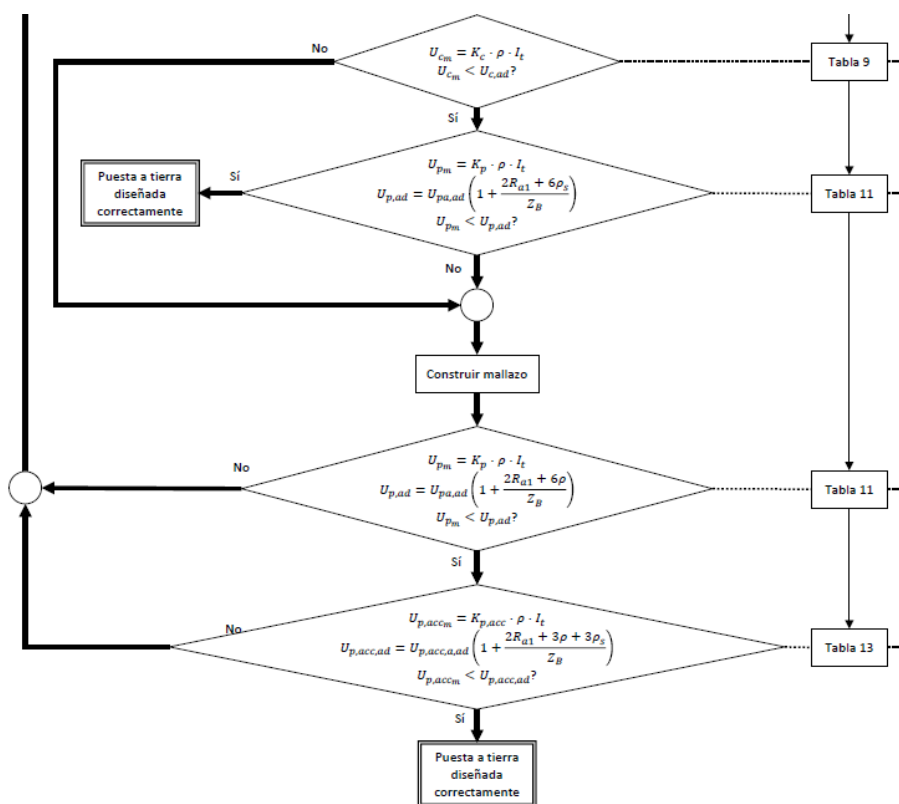 No
U_{c_m} = K_c · ρ · I_t
U_{c_m} < U_{c,ad}?
Tabla 9
Sí
Puesta a tierra
diseñada
correctamente
Sí
U_{p_m} = K_p · ρ · I_t
U_{p,ad} = U_{pa,ad} (1 + \frac{2R_{a1} + 6ρ_s}{Z_B})
U_{p_m} < U_{p,ad}?
Tabla 11
No
Construir mallazo
No
U_{p_m} = K_p · ρ · I_t
U_{p,ad} = U_{pa,ad} (1 + \frac{2R_{a1} + 6ρ}{Z_B})
U_{p_m} < U_{p,ad}?
Tabla 11
Sí
No
U_{p,acc_m} = K_{p,acc} · ρ · I_t
U_{p,acc,ad} = U_{p,acc,a,ad} (1 + \frac{2R_{a1} + 3ρ + 3ρ_s}{Z_B})
U_{p,acc_m} < U_{p,acc,ad}?
Tabla 13
Sí
Puesta a tierra
diseñada
correctamente